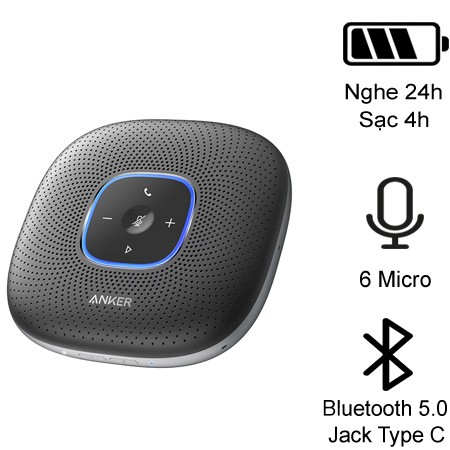 Nghe 24h
Sạc 4h
6 Micro
ANKER
Bluetooth 5.0
Jack Type C